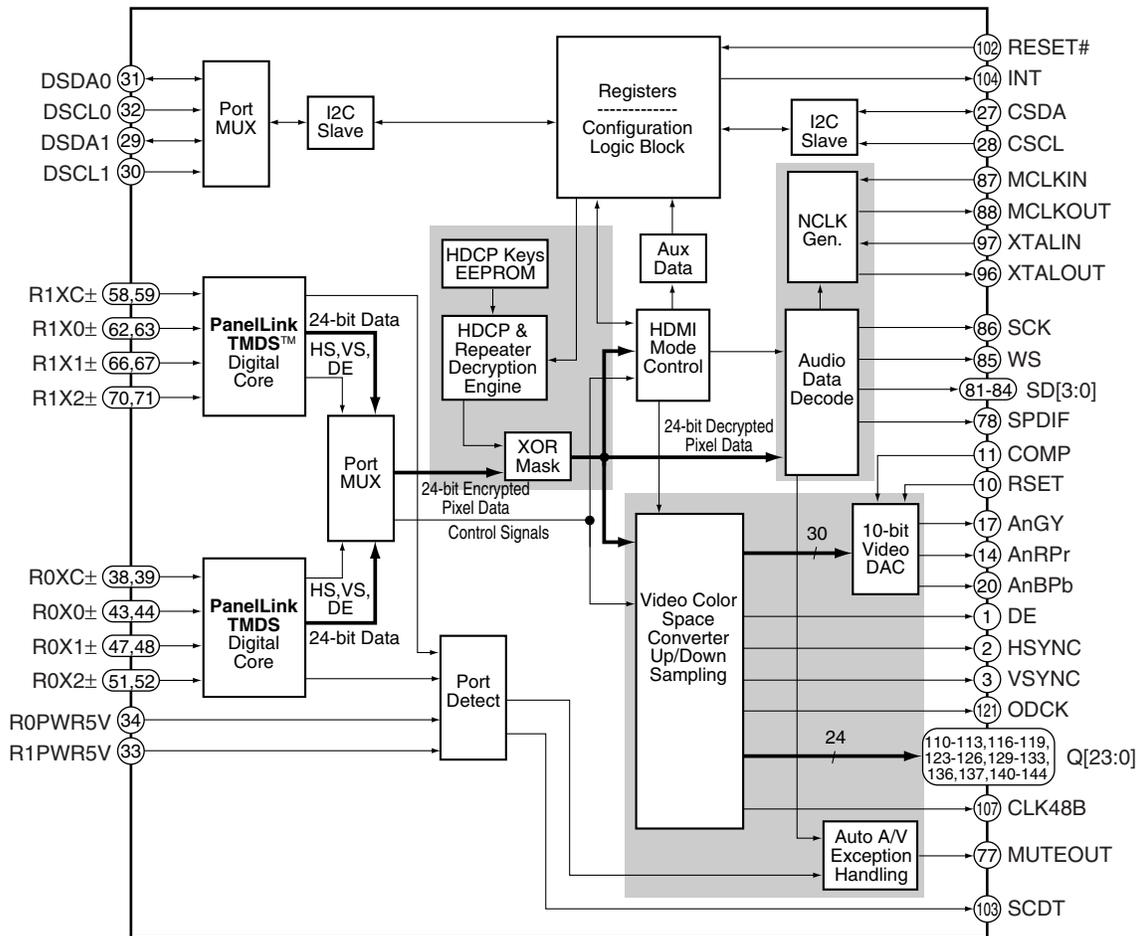 DSDA0 31
DSCL0 32
DSDA1 29
DSCL1 30
Port
MUX
I2C
Slave
Registers
-------------
Configuration
Logic Block
I2C
Slave
102 RESET#
104 INT
27 CSDA
28 CSCL
87 MCLKIN
88 MCLKOUT
97 XTALIN
96 XTALOUT
NCLK
Gen.
HDCP Keys
EEPROM
Aux
Data
R1XC± 58,59
R1X0± 62,63
R1X1± 66,67
R1X2± 70,71
PanelLink
TMDS™
Digital
Core
24-bit Data
HS,VS,
DE
HDCP &
Repeater
Decryption
Engine
HDMI
Mode
Control
Audio
Data
Decode
86 SCK
85 WS
81-84 SD[3:0]
78 SPDIF
11 COMP
10 RSET
Port
MUX
XOR
Mask
24-bit Decrypted
Pixel Data
24-bit Encrypted
Pixel Data
Control Signals
R0XC± 38,39
R0X0± 43,44
R0X1± 47,48
R0X2± 51,52
PanelLink
TMDS
Digital
Core
HS,VS,
DE
24-bit Data
R0PWR5V 34
R1PWR5V 33
Port
Detect
Video Color
Space
Converter
Up/Down
Sampling
30
10-bit
Video
DAC
17 AnGY
14 AnRPr
20 AnBPb
1 DE
2 HSYNC
3 VSYNC
121 ODCK
24
110-113,116-119,
123-126,129-133,
136,137,140-144
Q[23:0]
107 CLK48B
Auto A/V
Exception
Handling
77 MUTEOUT
103 SCDT